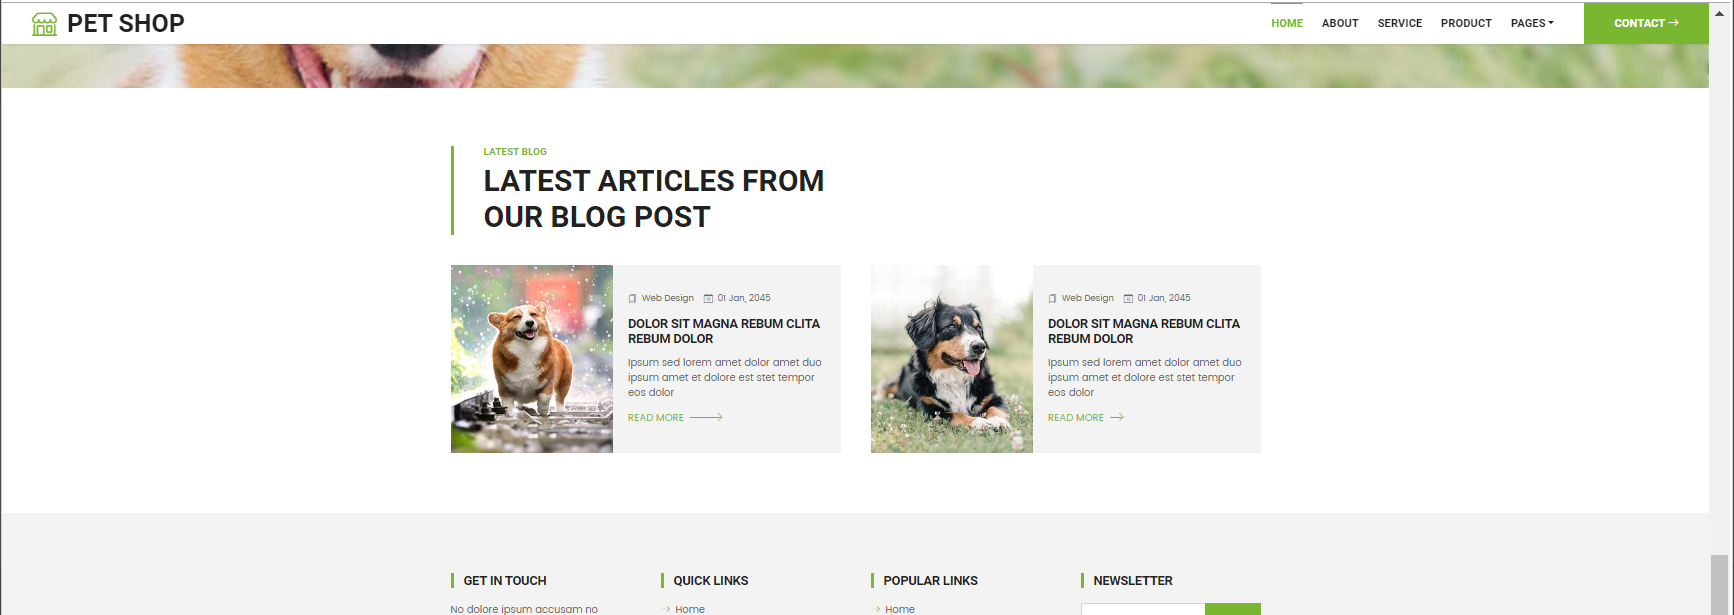 PET SHOP
HOME ABOUT SERVICE PRODUCT PAGES CONTACT
LATEST BLOG
LATEST ARTICLES FROM
OUR BLOG POST
Web Design 01 Jan, 2045
DOLOR SIT MAGNA REBUM CLITA
REBUM DOLOR
Ipsum sed lorem amet dolor amet duo
ipsum amet et dolore est stet tempor
eos dolor
READ MORE
Web Design 01 Jan, 2045
DOLOR SIT MAGNA REBUM CLITA
REBUM DOLOR
Ipsum sed lorem amet dolor amet duo
ipsum amet et dolore est stet tempor
eos dolor
READ MORE
GET IN TOUCH
No dolore ipsum accusam no
QUICK LINKS
Home
POPULAR LINKS
Home
NEWSLETTER